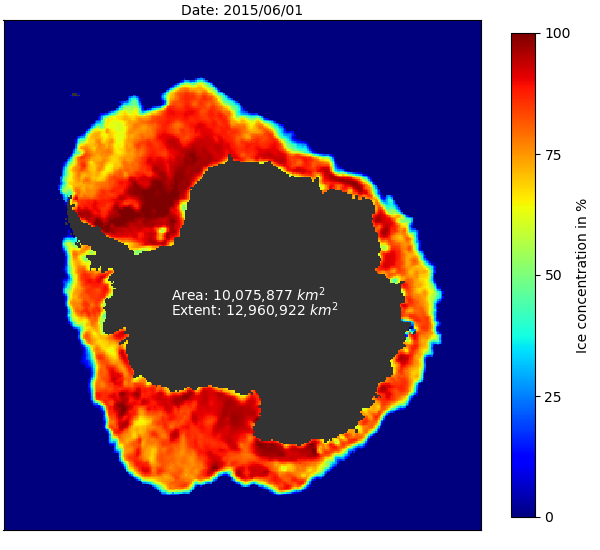 Date: 2015/06/01
100
75
50
25
0
Ice concentration in %
Area: 10,075,877 km²
Extent: 12,960,922 km²